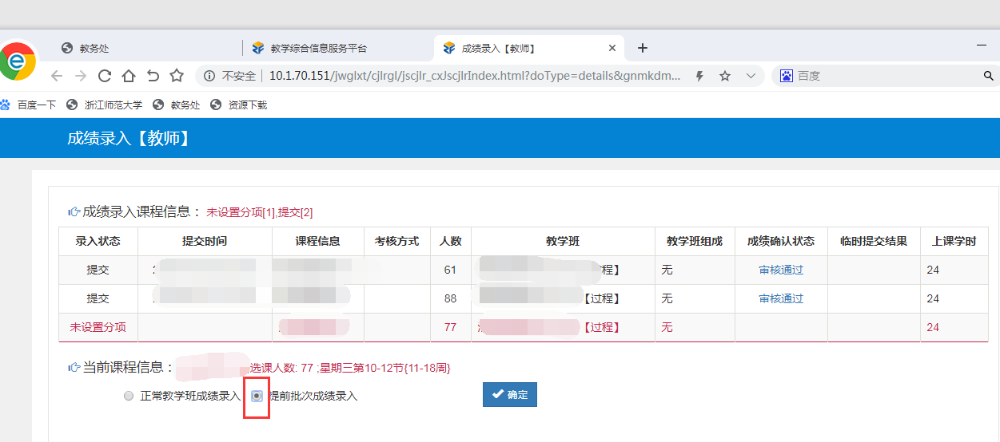 教务处 教学综合信息服务平台 成绩录入【教师】
不安全 10.1.70.151/jwglxt/cjlrgl/jscjlr_cxJscjlrIndex.html?doType=details&gnmkdm... 百度
百度一下 浙江师范大学 教务处 资源下载
成绩录入【教师】
成绩录入课程信息： 未设置分项[1],提交[2]
录入状态 提交时间 课程信息 考核方式 人数 教学班 教学班组成 成绩确认状态 临时提交结果 上课学时
提交 61 过程】 无 审核通过 24
提交 88 【过程】 无 审核通过 24
未设置分项 77 【过程】 无 24
当前课程信息： 选课人数: 77 ;星期三第10-12节{11-18周}
正常教学班成绩录入 提前批次成绩录入 确定